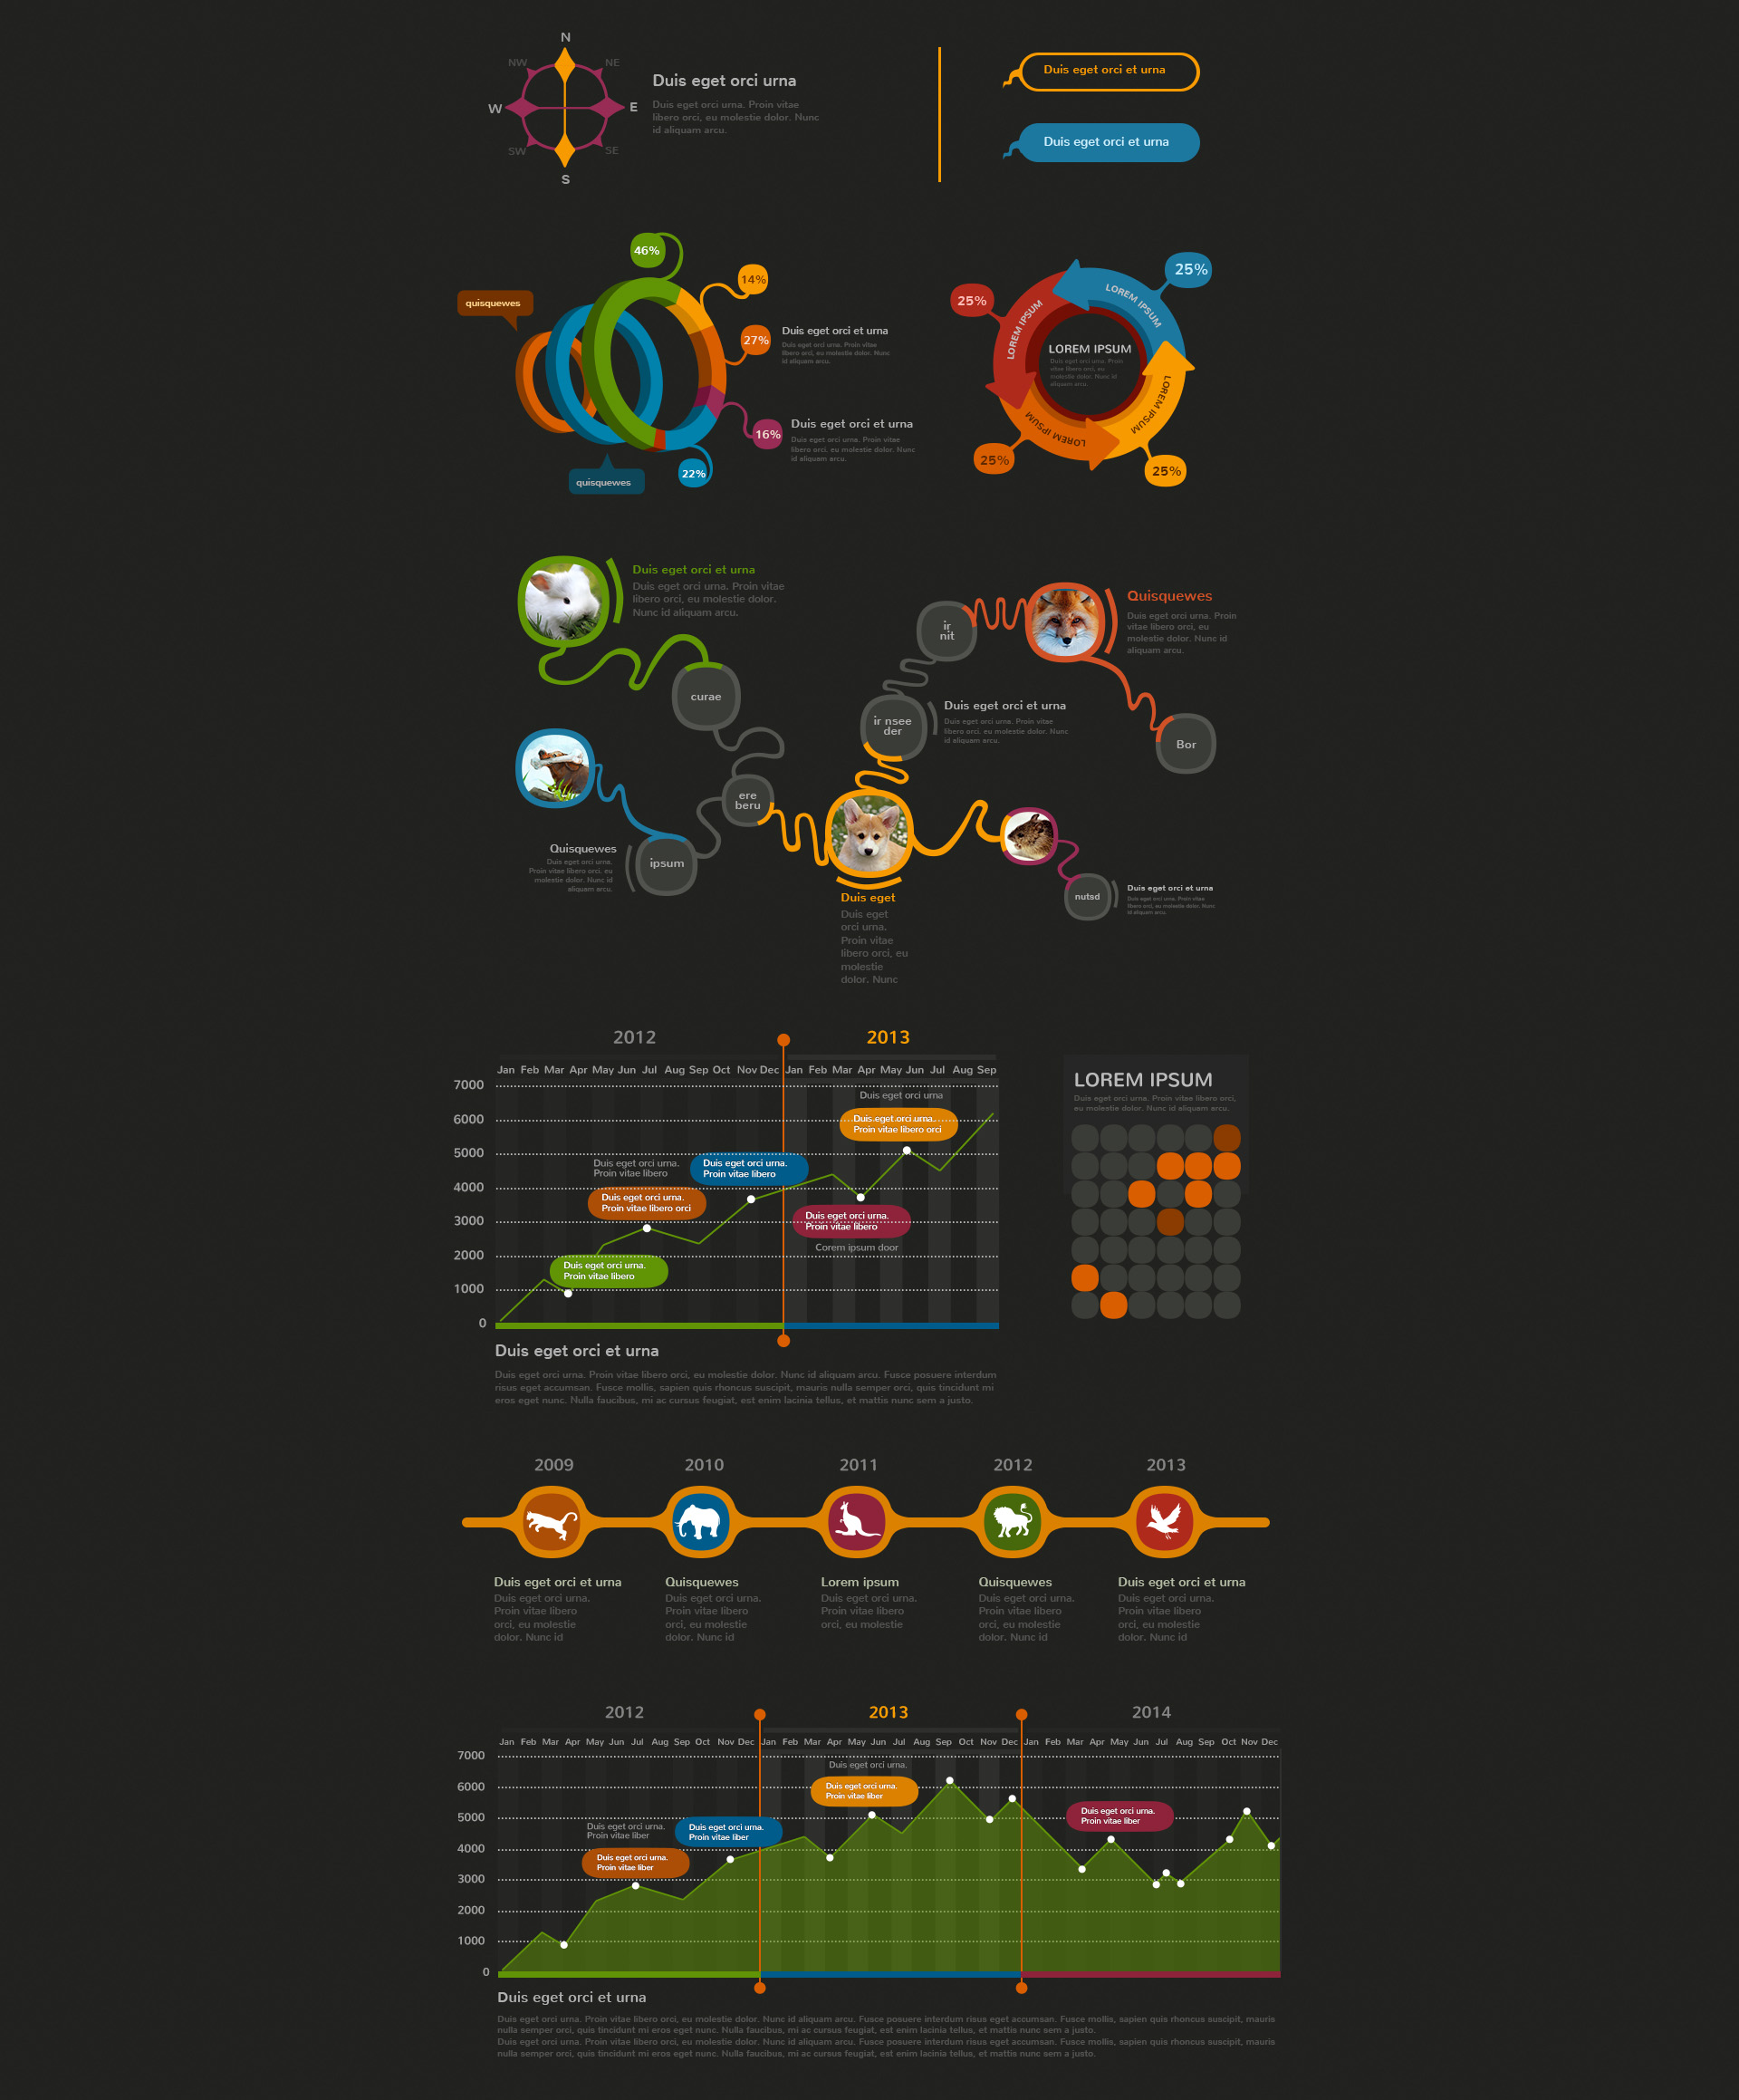 N
NW
NE
W
E
SW
SE
S
Duis eget orci urna
Duis eget orci urna. Proin vitae
libero orci, eu molestie dolor. Nunc
id aliquam arcu.
Duis eget orci et urna
Duis eget orci et urna
46%
14%
quisquewes
27%
Duis eget orci et urna
Duis eget orci urna. Proin vitae
libero orci, eu molestie dolor. Nunc
id aliquam arcu.
16%
Duis eget orci et urna
Duis eget orci urna. Proin vitae
libero orci, eu molestie dolor. Nunc
id aliquam arcu.
22%
quisquewes
25%
25%
LOREM IPSUM
LOREM IPSUM
LOREM IPSUM
Duis eget orci urna. Proin
vitae libero orci, eu
molestie dolor. Nunc id
aliquam arcu.
LOREM IPSUM
LOREM IPSUM
25%
25%
Duis eget orci et urna
Duis eget orci urna. Proin vitae
libero orci, eu molestie dolor.
Nunc id aliquam arcu.
ir
nit
Quisquewes
Duis eget orci urna. Proin
vitae libero orci, eu
molestie dolor. Nunc id
aliquam arcu.
curae
ir nsee
der
Duis eget orci et urna
Duis eget orci urna. Proin vitae
libero orci, eu molestie dolor. Nunc
id aliquam arcu.
Bor
ere
beru
Quisquewes
Duis eget orci urna.
Proin vitae libero orci, eu
molestie dolor. Nunc id
aliquam arcu.
ipsum
nutsd
Duis eget orci et urna
Duis eget orci urna. Proin vitae
libero orci, eu molestie dolor. Nunc
id aliquam arcu.
Duis eget
Duis eget
orci urna.
Proin vitae
libero orci, eu
molestie
dolor. Nunc
2012
2013
Jan Feb Mar Apr May Jun Jul Aug Sep Oct Nov Dec Jan Feb Mar Apr May Jun Jul Aug Sep
7000
6000
5000
4000
3000
2000
1000
0
Duis eget orci urna
Duis eget orci urna.
Proin vitae libero orci
Duis eget orci urna.
Proin vitae libero
Duis eget orci urna.
Proin vitae libero
Duis eget orci urna.
Proin vitae libero orci
Duis eget orci urna.
Proin vitae libero
Corem ipsum door
Duis eget orci urna.
Proin vitae libero
Duis eget orci et urna
Duis eget orci urna. Proin vitae libero orci, eu molestie dolor. Nunc id aliquam arcu. Fusce posuere interdum
risus eget accumsan. Fusce mollis, sapien quis rhoncus suscipit, mauris nulla semper orci, quis tincidunt mi
eros eget nunc. Nulla faucibus, mi ac cursus feugiat, est enim lacinia tellus, et mattis nunc sem a justo.
LOREM IPSUM
Duis eget orci urna. Proin vitae libero orci,
eu molestie dolor. Nunc id aliquam arcu.
2009
2010
2011
2012
2013
Duis eget orci et urna
Duis eget orci urna.
Proin vitae libero
orci, eu molestie
dolor. Nunc id
Quisquewes
Duis eget orci urna.
Proin vitae libero
orci, eu molestie
dolor. Nunc id
Lorem ipsum
Duis eget orci urna.
Proin vitae libero
orci, eu molestie
Quisquewes
Duis eget orci urna.
Proin vitae libero
orci, eu molestie
dolor. Nunc id
Duis eget orci et urna
Duis eget orci urna.
Proin vitae libero
orci, eu molestie
dolor. Nunc id
2012
2013
2014
Jan Feb Mar Apr May Jun Jul Aug Sep Oct Nov Dec Jan Feb Mar Apr May Jun Jul Aug Sep Oct Nov Dec Jan Feb Mar Apr May Jun Jul Aug Sep Oct Nov Dec
7000
6000
5000
4000
3000
2000
1000
0
Duis eget orci urna.
Duis eget orci urna.
Proin vitae liber
Duis eget orci urna.
Proin vitae liber
Duis eget orci urna.
Proin vitae liber
Duis eget orci urna.
Proin vitae liber
Duis eget orci urna.
Proin vitae liber
Duis eget orci et urna
Duis eget orci urna. Proin vitae libero orci, eu molestie dolor. Nunc id aliquam arcu. Fusce posuere interdum risus eget accumsan. Fusce mollis, sapien quis rhoncus suscipit, mauris
nulla semper orci, quis tincidunt mi eros eget nunc. Nulla faucibus, mi ac cursus feugiat, est enim lacinia tellus, et mattis nunc sem a justo.
Duis eget orci urna. Proin vitae libero orci, eu molestie dolor. Nunc id aliquam arcu. Fusce posuere interdum risus eget accumsan. Fusce mollis, sapien quis rhoncus suscipit, mauris
nulla semper orci, quis tincidunt mi eros eget nunc. Nulla faucibus, mi ac cursus feugiat, est enim lacinia tellus, et mattis nunc sem a justo.